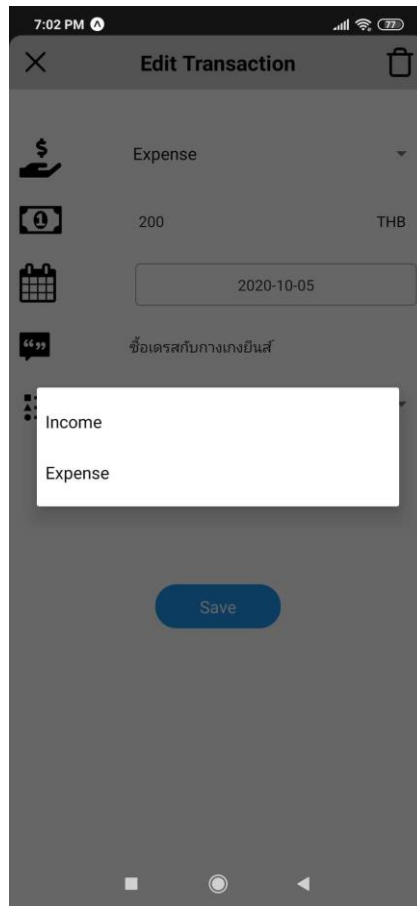 7:02 PM
77
Edit Transaction
$
Expense
1
200 THB
2020-10-05
ซื้อเดรสกับกางเกงยีนส์
Income
Expense
Save